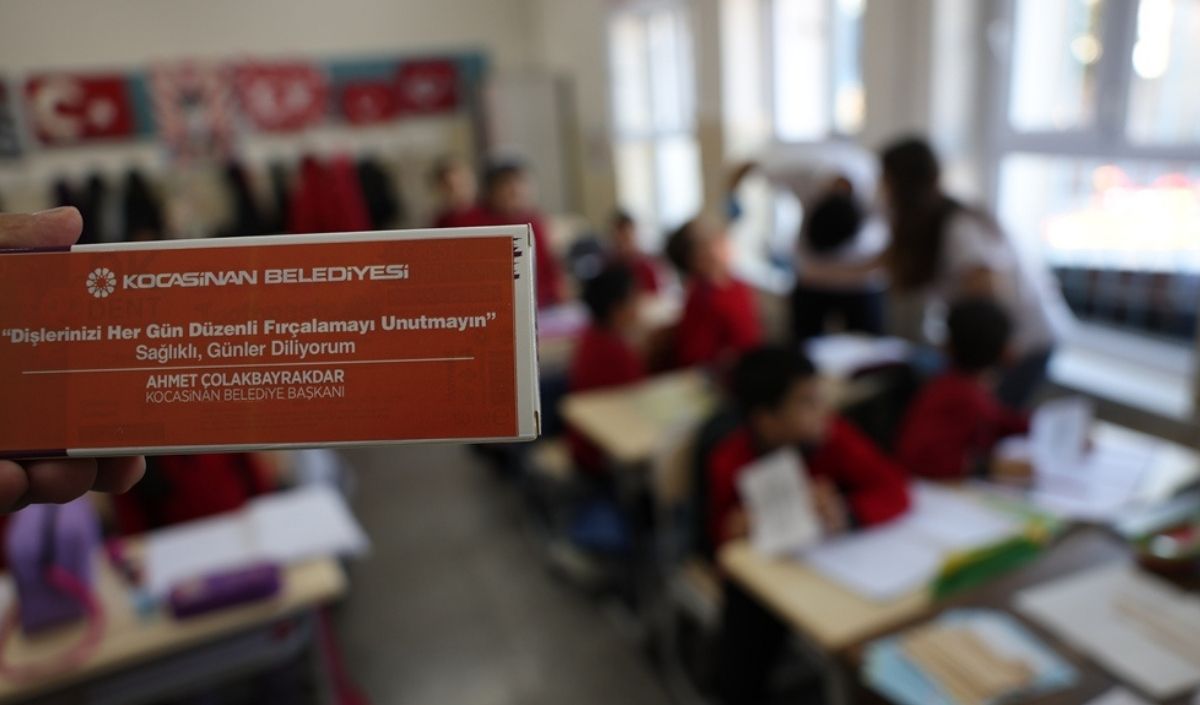 KOCASİNAN BELEDİYESİ
"Dişlerinizi Her Gün Düzenli Fırçalamayı Unutmayın"
Sağlıklı, Günler Diliyorum
AHMET ÇOLAKBAYRAKDAR
KOCASİNAN BELEDİYE BAŞKANI